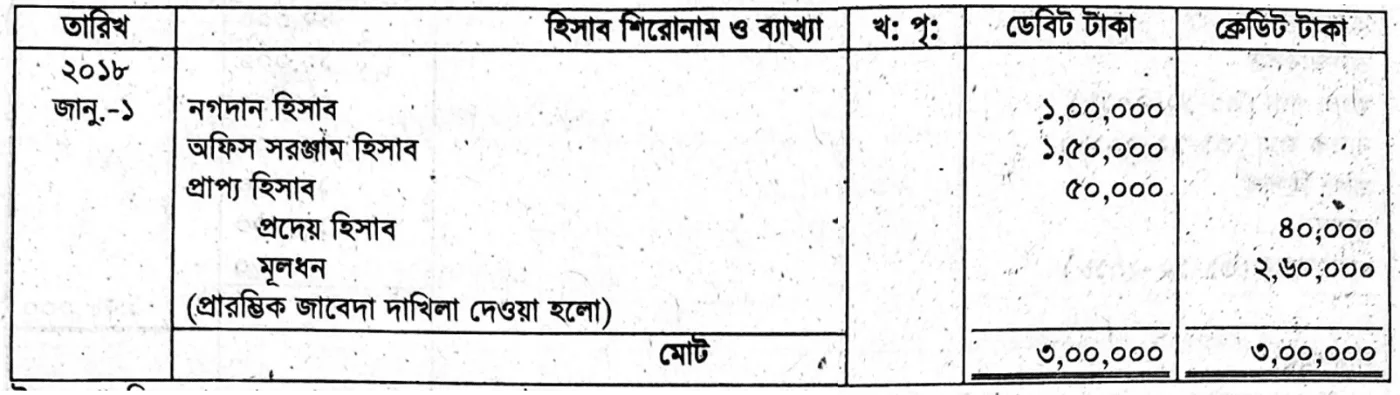 তারিখ হিসাব শিরোনাম ও ব্যাখ্যা খ: পৃ: ডেবিট টাকা ক্রেডিট টাকা
২০১৮
জানু.-১ নগদান হিসাব ১,০০,০০০
অফিস সরঞ্জাম হিসাব ১,৫০,০০০
প্রাপ্য হিসাব ৫০,০০০
প্রদেয় হিসাব ৪০,০০০
মূলধন ২,৬০,০০০
(প্রারম্ভিক জাবেদা দাখিলা দেওয়া হলো)
মোট ৩,০০,০০০ ৩,০০,০০০